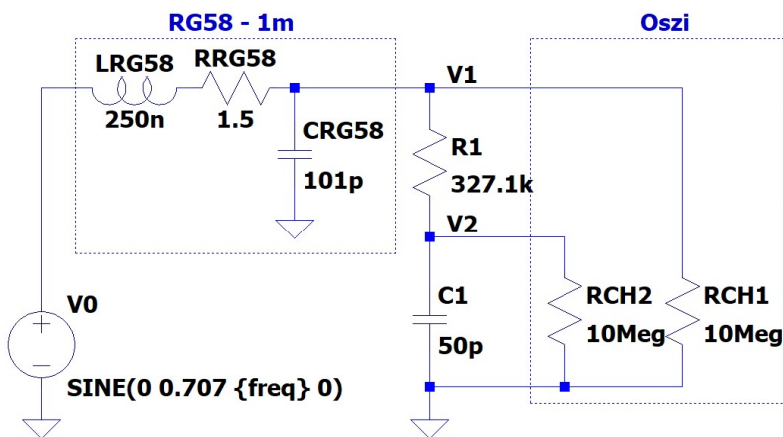 RG58 - 1m
Oszi
LRG58
RRG58
V1
250n
1.5
CRG58
101p
R1
327.1k
V2
V0
C1
50p
RCH2
10Meg
RCH1
10Meg
SINE(0 0.707 {freq} 0)